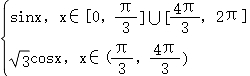 sinx, x∈[0, π/3]∪[4π/3, 2π]
√3cosx, x∈(π/3, 4π/3)